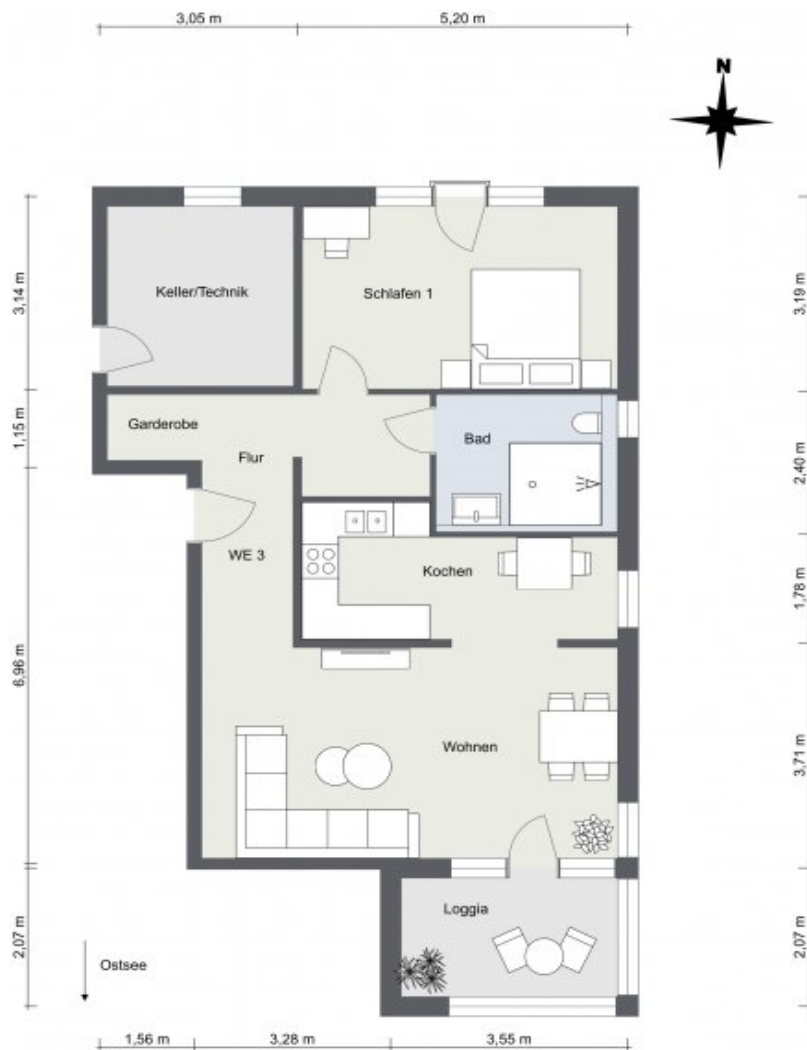 3,05 m
5,20 m
N
3,14 m
3,19 m
Keller/Technik
Schlafen 1
1,15 m
Garderobe
Bad
Flur
2,40 m
WE 3
Kochen
1,78 m
6,96 m
Wohnen
3,71 m
Loggia
2,07 m
2,07 m
Ostsee
1,56 m
3,28 m
3,55 m